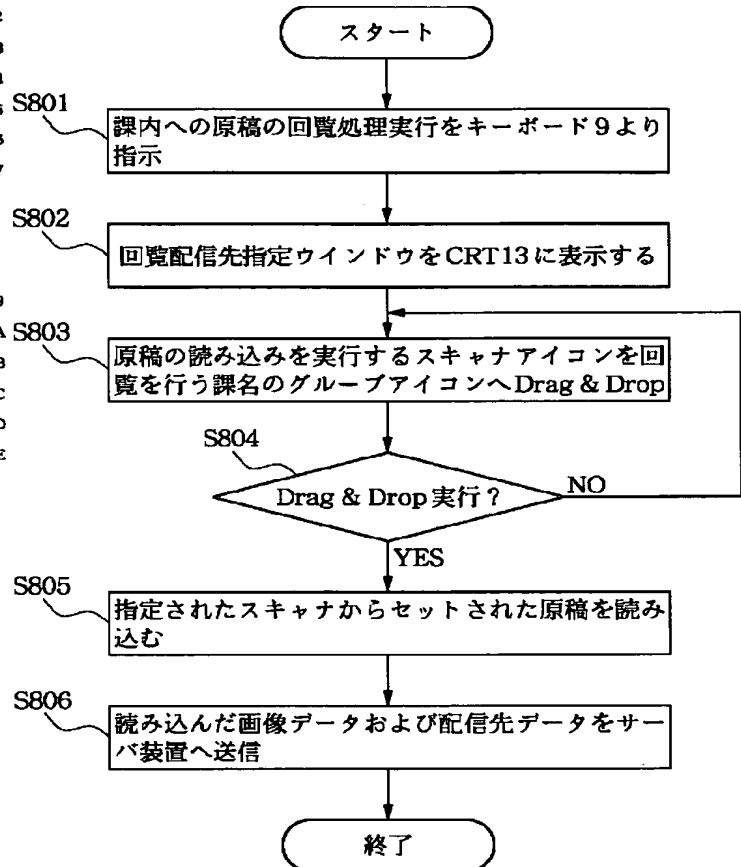 スタート
S801
課内への原稿の回覧処理実行をキーボード9より
指示
S802
回覧配信先指定ウインドウをCRT13に表示する
S803
原稿の読み込みを実行するスキャナアイコンを回
覧を行う課名のグループアイコンへDrag & Drop
S804
Drag & Drop実行？
NO
YES
S805
指定されたスキャナからセットされた原稿を読み
込む
S806
読み込んだ画像データおよび配信先データをサー
バ装置へ送信
終了